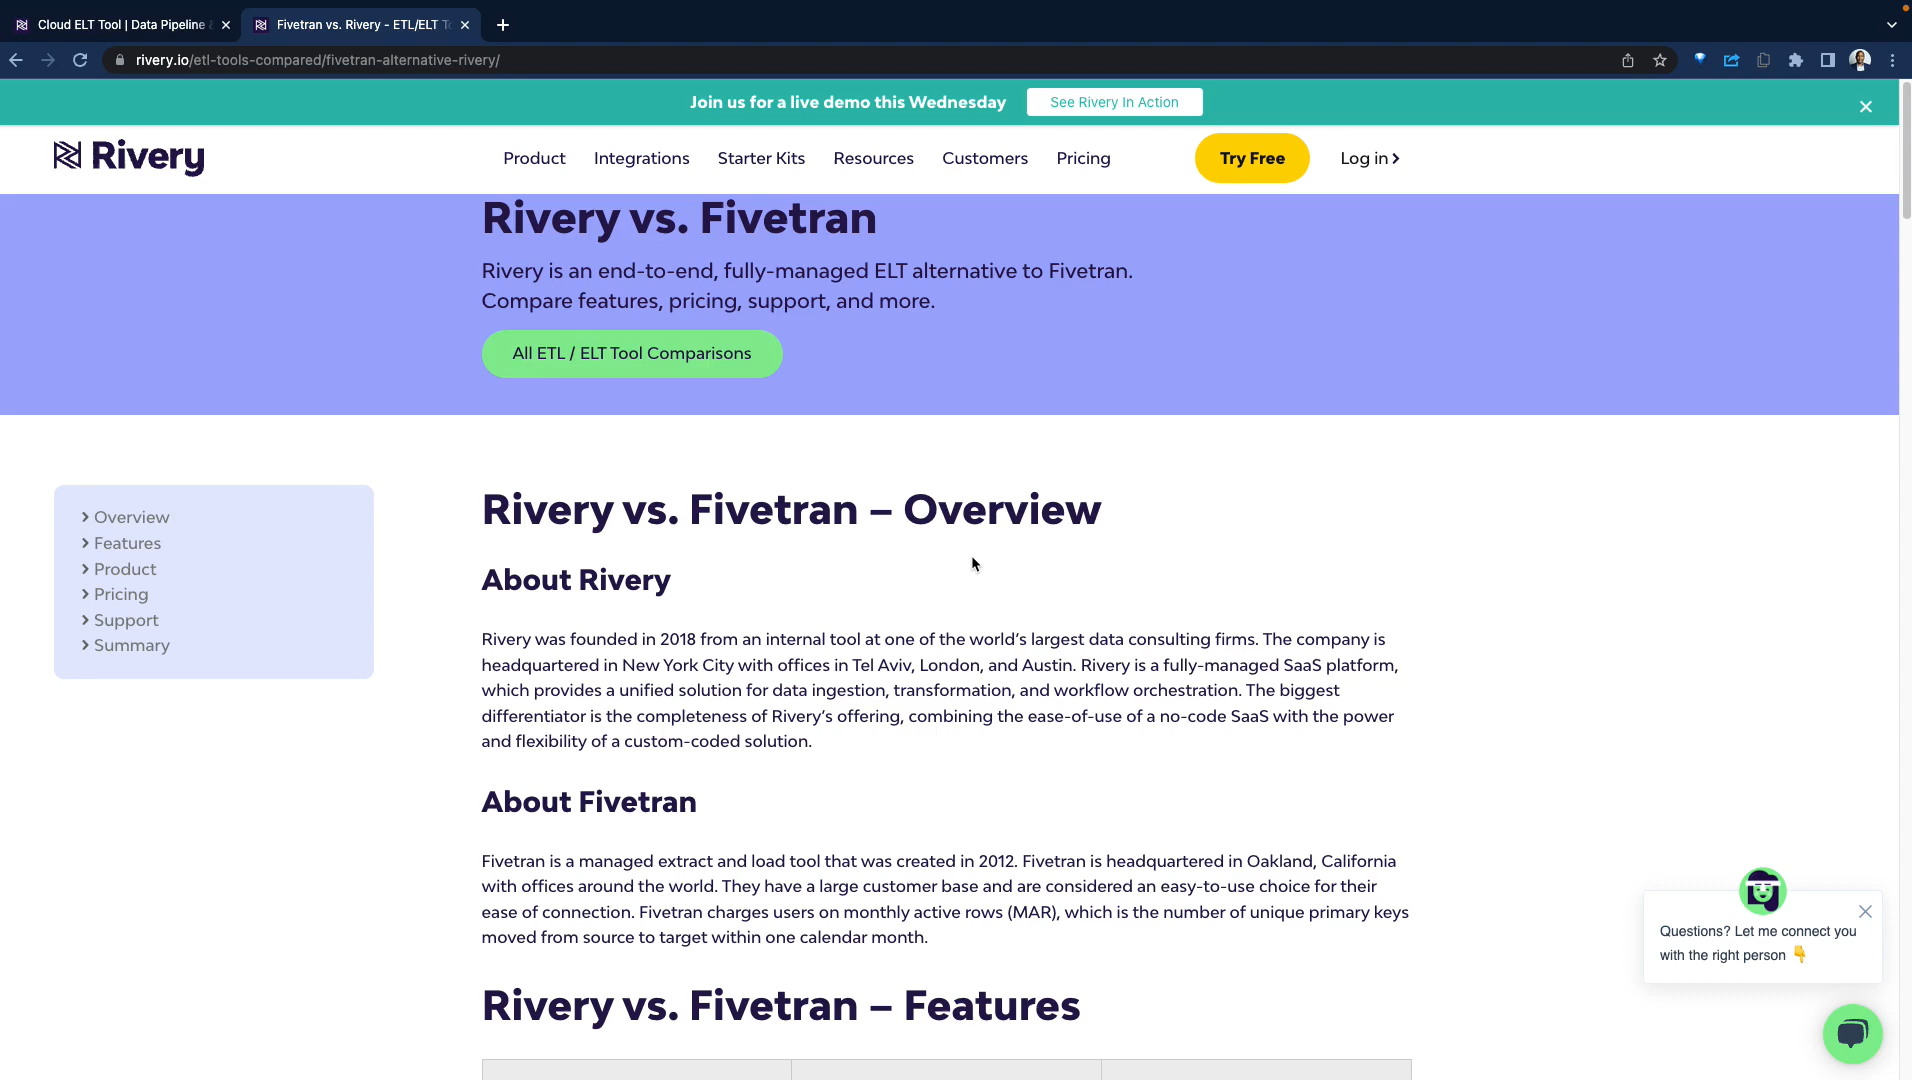 Cloud ELT Tool | Data Pipeline
Fivetran vs. Rivery - ETL/ELT To
rivery.io/etl-tools-compared/fivetran-alternative-rivery/
Join us for a live demo this Wednesday
See Rivery In Action
Rivery
Product
Integrations
Starter Kits
Resources
Customers
Pricing
Try Free
Log in
Rivery vs. Fivetran
Rivery is an end-to-end, fully-managed ELT alternative to Fivetran.
Compare features, pricing, support, and more.
All ETL / ELT Tool Comparisons
Overview
Features
Product
Pricing
Support
Summary
Rivery vs. Fivetran – Overview
About Rivery
Rivery was founded in 2018 from an internal tool at one of the world's largest data consulting firms. The company is
headquartered in New York City with offices in Tel Aviv, London, and Austin. Rivery is a fully-managed SaaS platform,
which provides a unified solution for data ingestion, transformation, and workflow orchestration. The biggest
differentiator is the completeness of Rivery's offering, combining the ease-of-use of a no-code SaaS with the power
and flexibility of a custom-coded solution.
About Fivetran
Fivetran is a managed extract and load tool that was created in 2012. Fivetran is headquartered in Oakland, California
with offices around the world. They have a large customer base and are considered an easy-to-use choice for their
ease of connection. Fivetran charges users on monthly active rows (MAR), which is the number of unique primary keys
moved from source to target within one calendar month.
Rivery vs. Fivetran – Features
Questions? Let me connect you
with the right person 👇